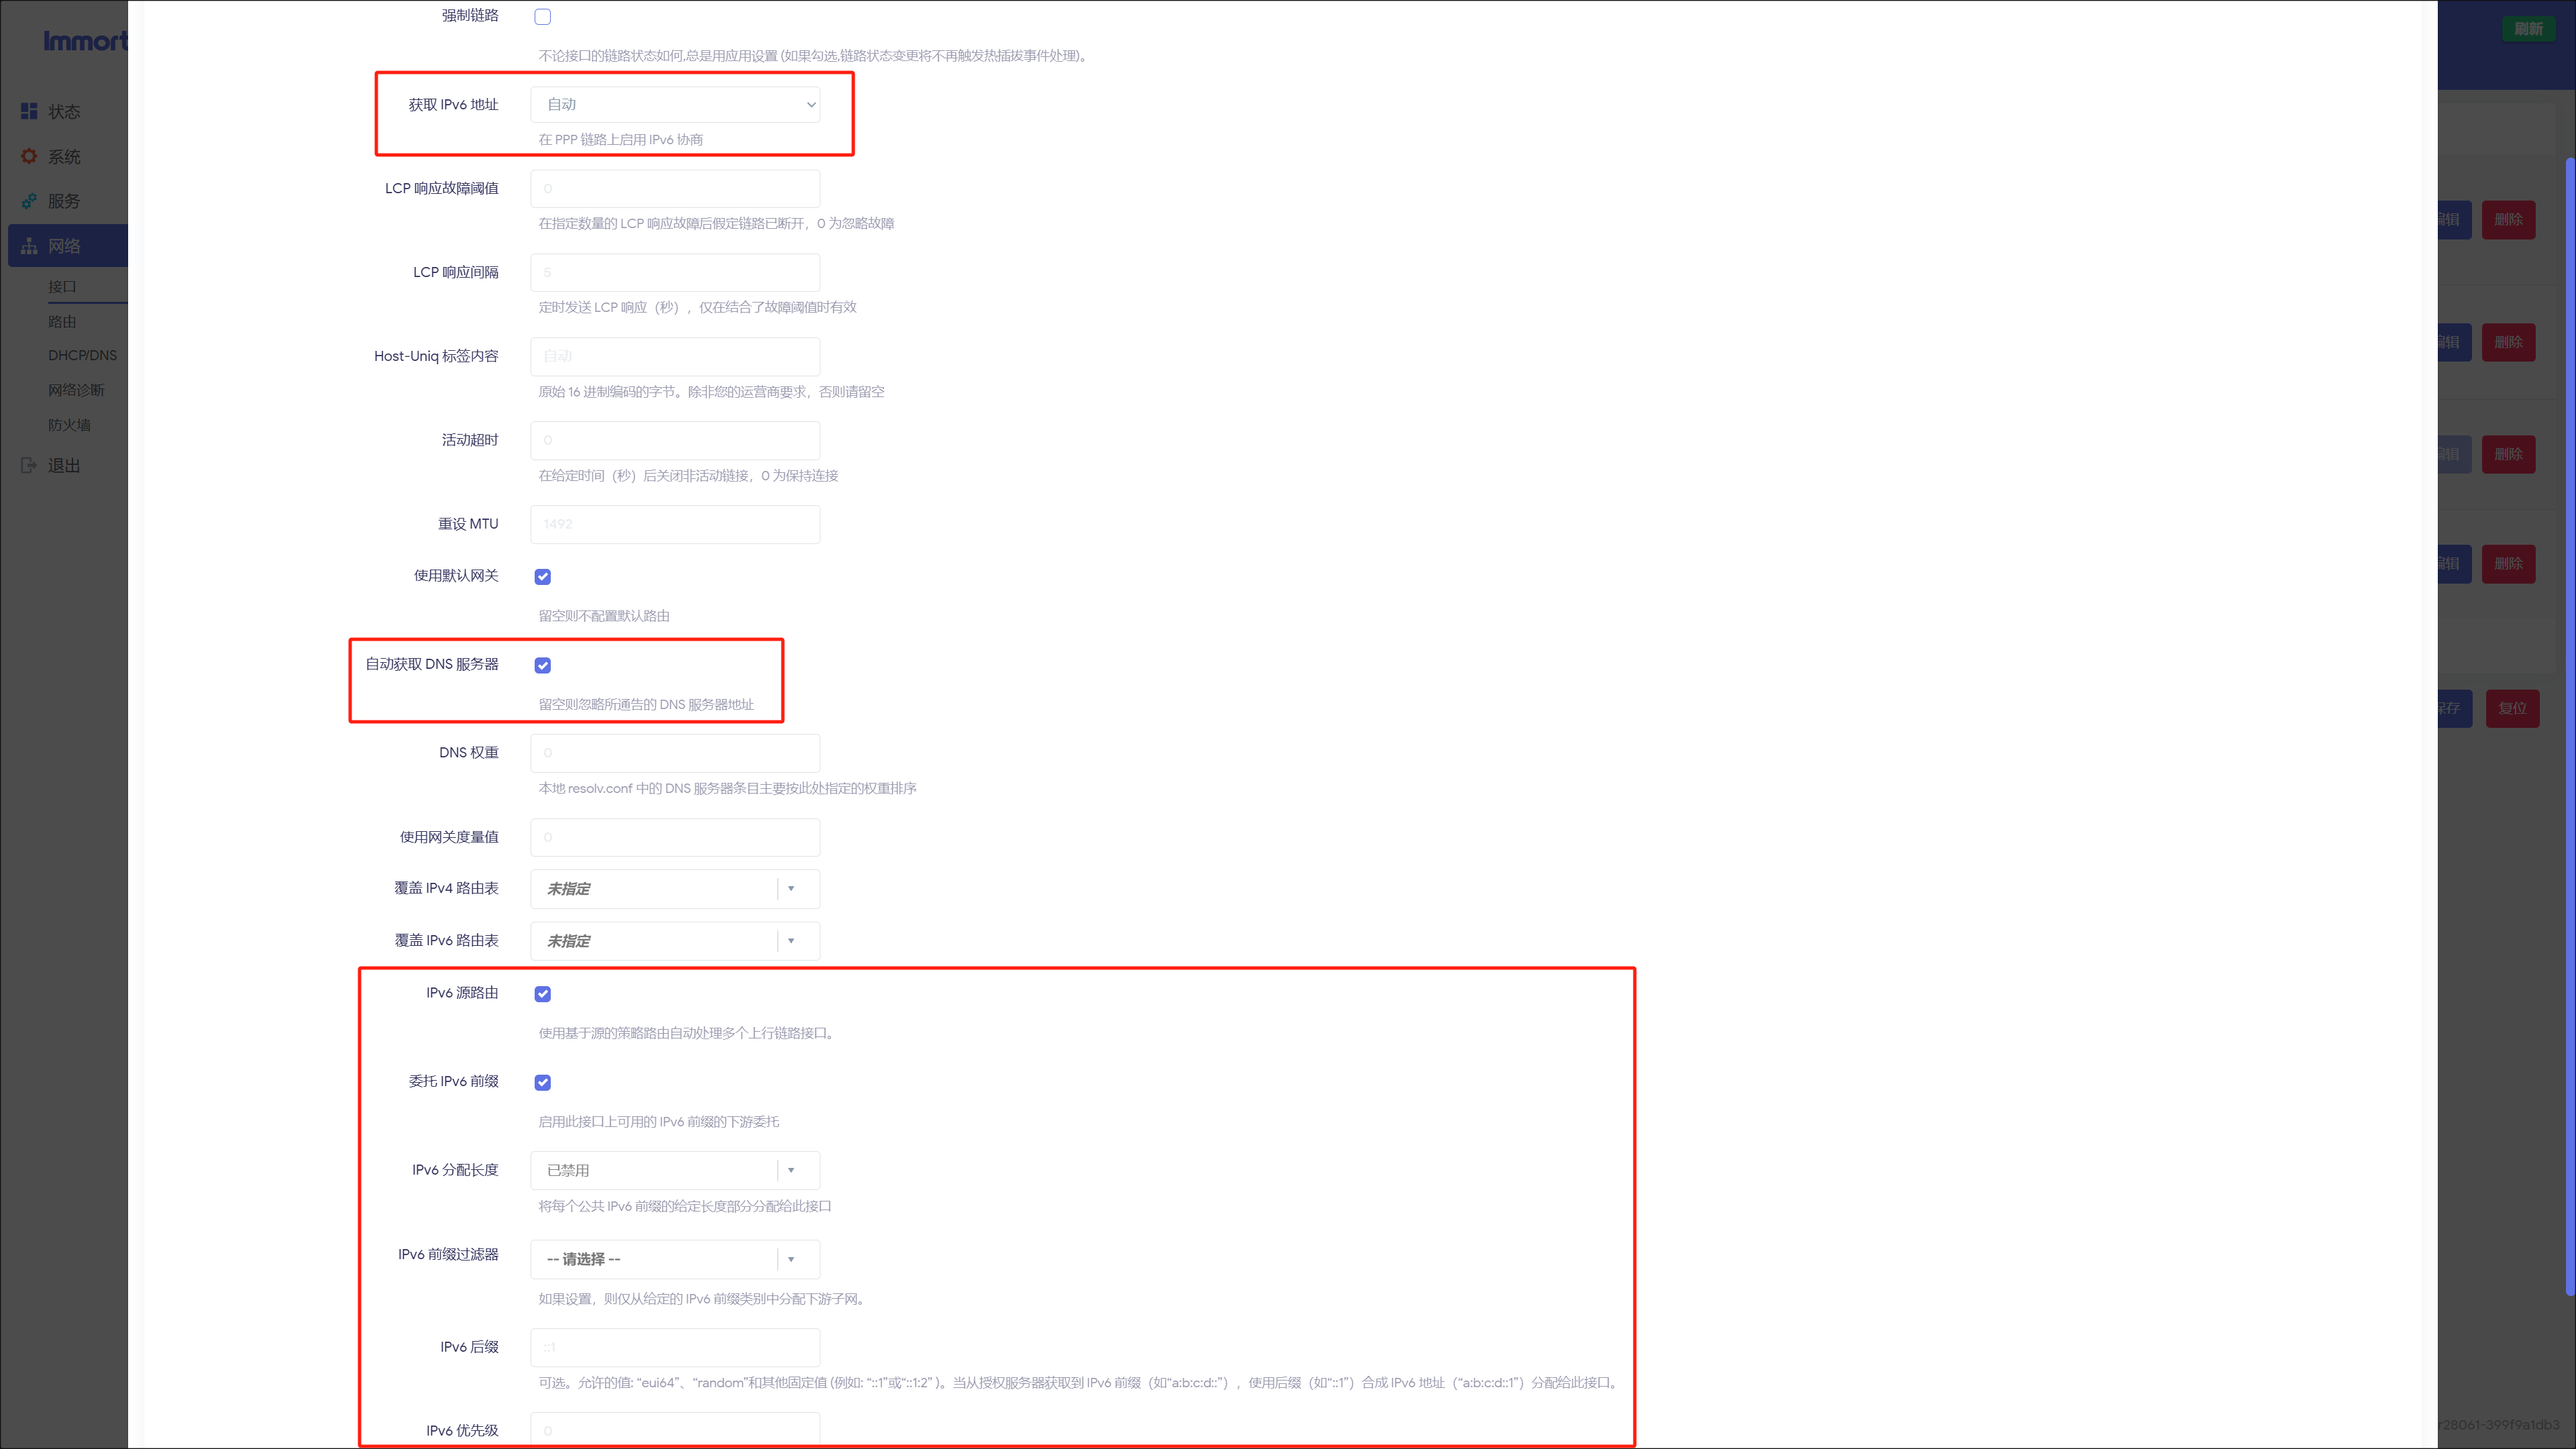 Immort
刷新
状态
系统
服务
网络
接口
路由
DHCP/DNS
网络诊断
防火墙
退出
强制链路
不论接口的链路状态如何,总是用应用设置 (如果勾选,链路状态变更将不再触发热插拔事件处理)。
获取 IPv6 地址
自动
在 PPP 链路上启用 IPv6 协商
LCP 响应故障阈值
0
在指定数量的 LCP 响应故障后假定链路已断开，0 为忽略故障
LCP 响应间隔
5
定时发送 LCP 响应（秒），仅在结合了故障阈值时有效
Host-Uniq 标签内容
自动
原始 16 进制编码的字节。除非您的运营商要求，否则请留空
活动超时
0
在给定时间（秒）后关闭非活动链接，0 为保持连接
重设 MTU
1492
使用默认网关
留空则不配置默认路由
自动获取 DNS 服务器
留空则忽略所通告的 DNS 服务器地址
DNS 权重
0
本地 resolv.conf 中的 DNS 服务器条目主要按此处指定的权重排序
使用网关度量值
0
覆盖 IPv4 路由表
未指定
覆盖 IPv6 路由表
未指定
IPv6 源路由
使用基于源的策略路由自动处理多个上行链路接口。
委托 IPv6 前缀
启用此接口上可用的 IPv6 前缀的下游委托
IPv6 分配长度
已禁用
将每个公共 IPv6 前缀的给定长度部分分配给此接口
IPv6 前缀过滤器
-- 请选择 --
如果设置，则仅从给定的 IPv6 前缀类别中分配下游子网。
IPv6 后缀
::1
可选。允许的值: “eui64”、“random”和其他固定值 (例如: “::1”或“::1:2” )。当从授权服务器获取到 IPv6 前缀（如“a:b:c:d::”），使用后缀（如“::1”）合成 IPv6 地址（“a:b:c:d::1”）分配给此接口。
IPv6 优先级
0
编辑
删除
编辑
删除
编辑
删除
编辑
删除
保存
复位
r28061-399f9a1db3